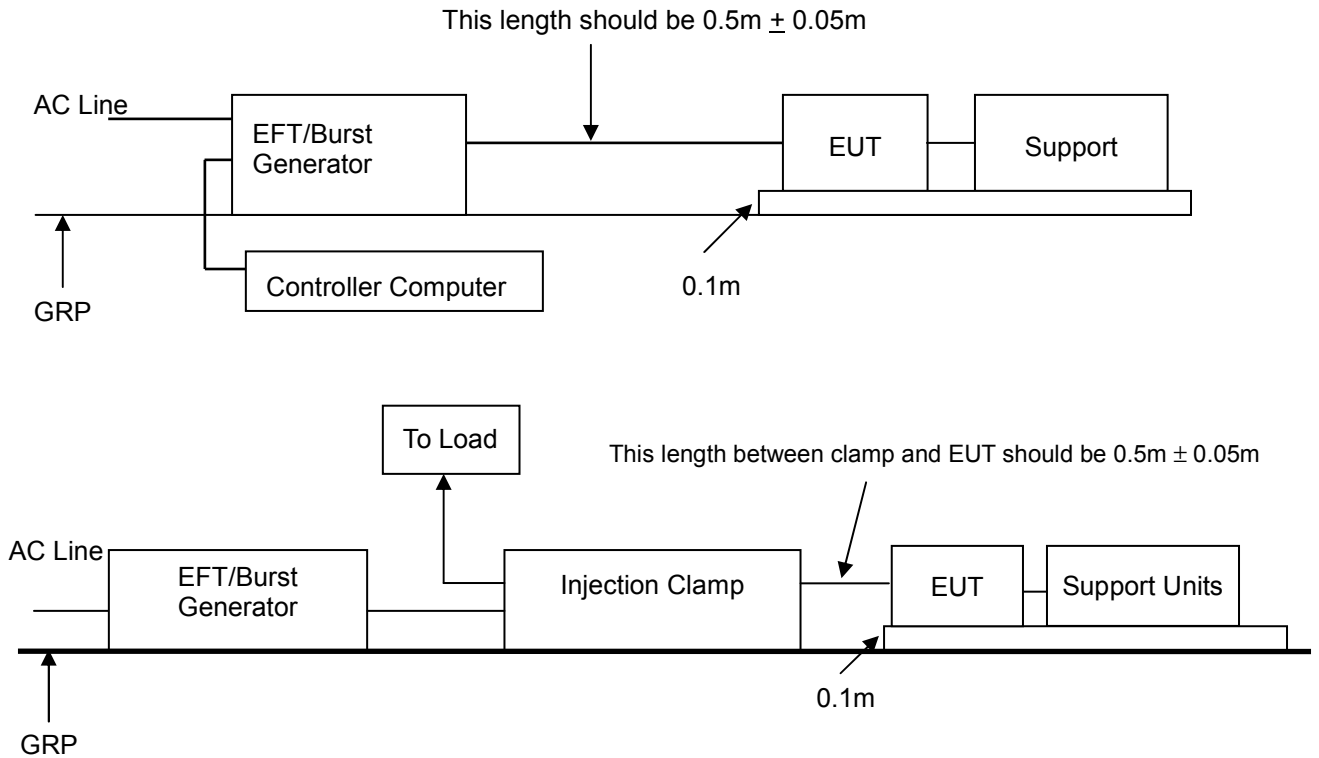 This length should be 0.5m ± 0.05m
AC Line
EFT/Burst
Generator
EUT
Support
Controller Computer
0.1m
GRP
To Load
This length between clamp and EUT should be 0.5m ± 0.05m
AC Line
EFT/Burst
Generator
Injection Clamp
EUT
Support Units
0.1m
GRP